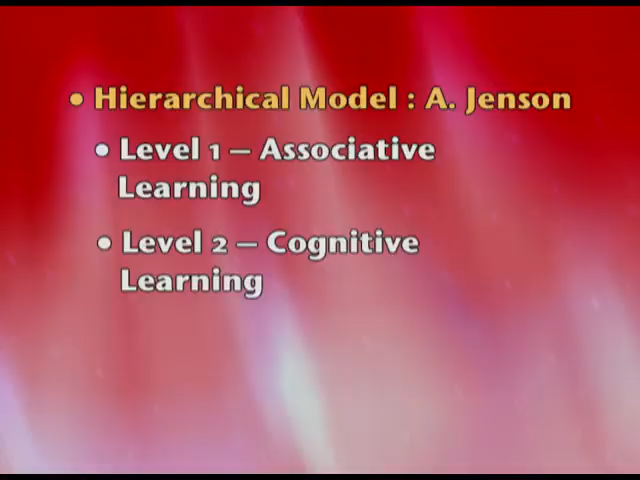 • Hierarchical Model : A. Jenson
• Level 1 – Associative
Learning
• Level 2 – Cognitive
Learning